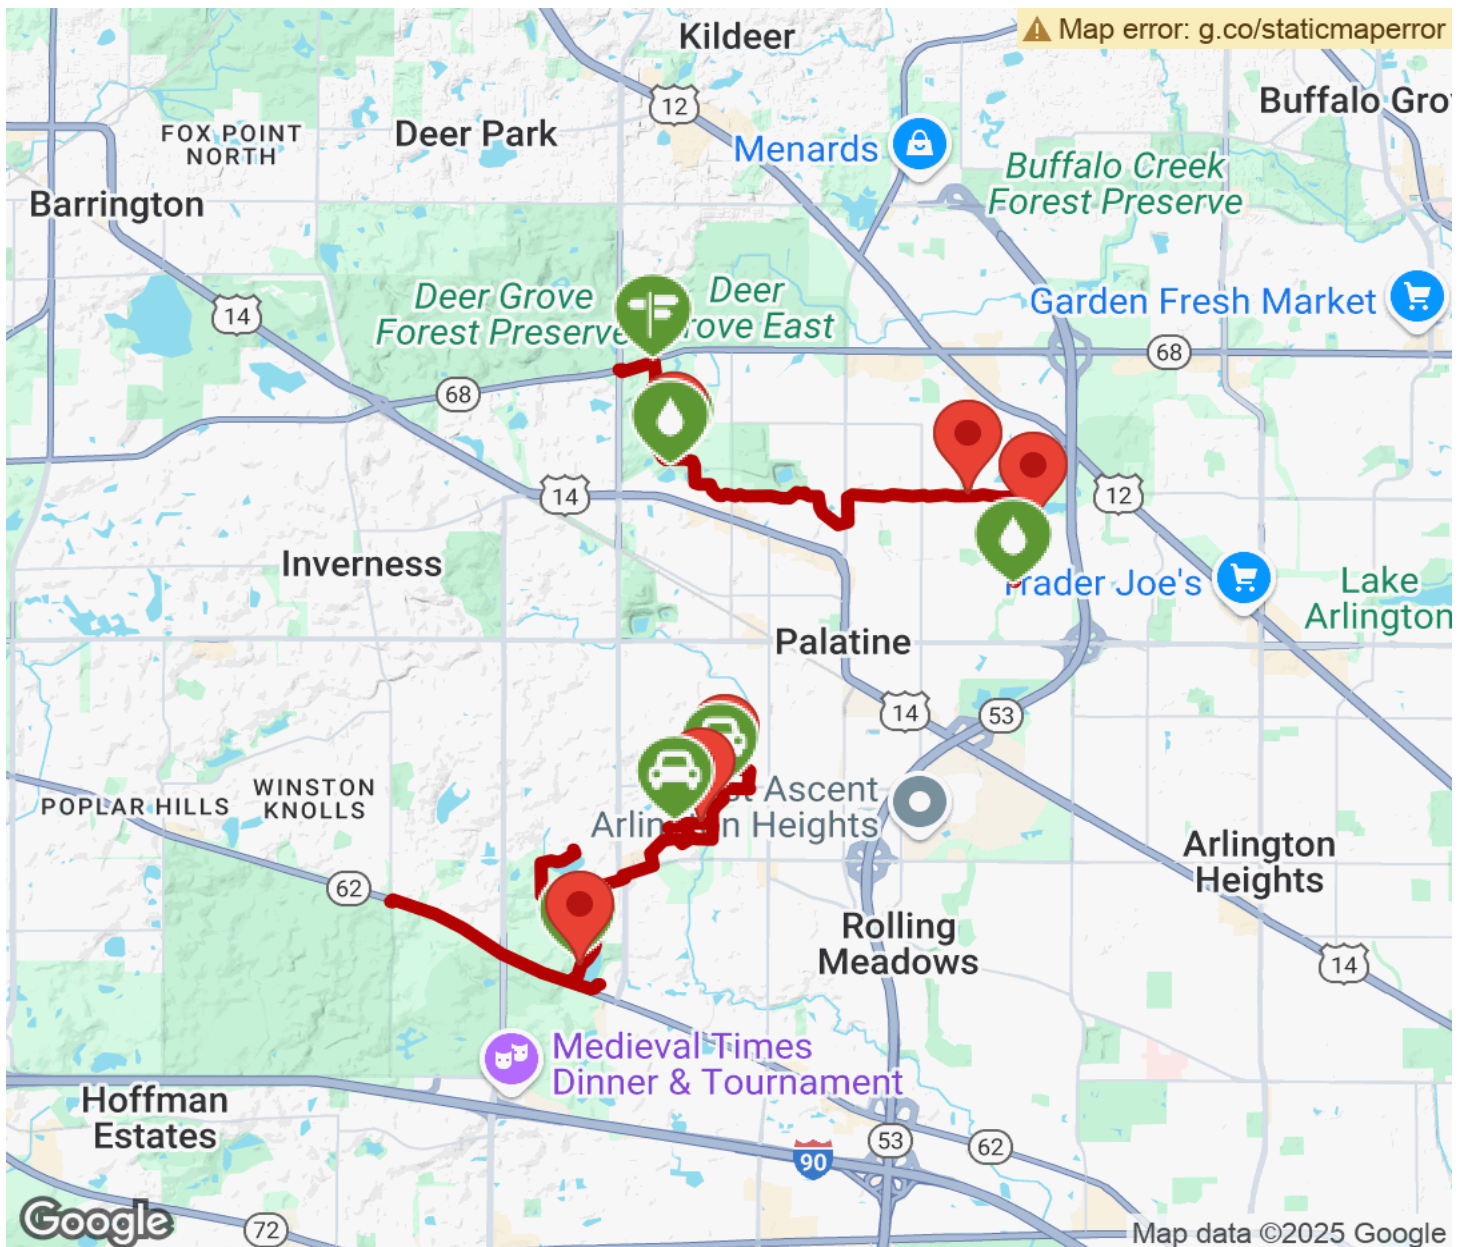 Kildeer
Map error: g.co/staticmaperror
12
Buffalo Gro
FOX POINT
NORTH
Deer Park
Menards
Buffalo Creek
Forest Preserve
Barrington
14
Deer Grove
Forest Preserve
Deer
rove East
Garden Fresh Market
68
68
14
12
Inverness
Trader Joe's
Lake
Arlington
Palatine
14
53
POPLAR HILLS
WINSTON
KNOLLS
st Ascent
Arlington Heights
Arlington
Heights
62
Rolling
Meadows
14
Medieval Times
Dinner & Tournament
Hoffman
Estates
53
62
90
Google
72
Map data ©2025 Google